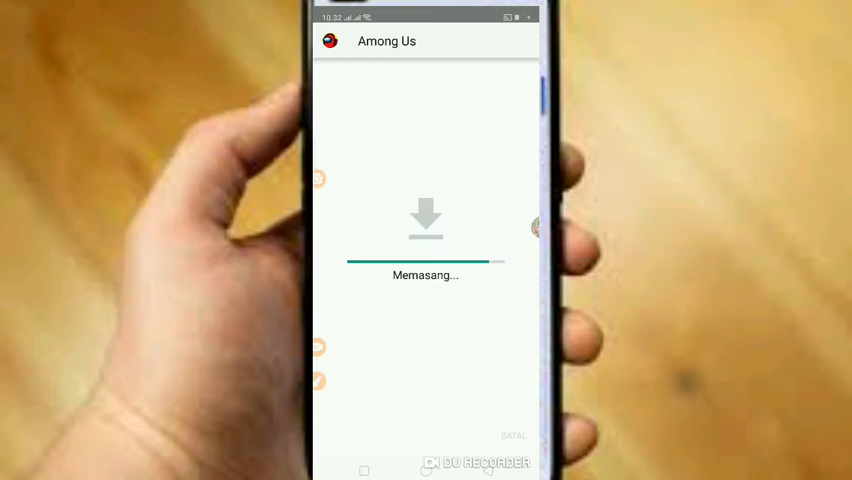 10.32
Among Us
Memasang...
BATAL
DU RECORDER